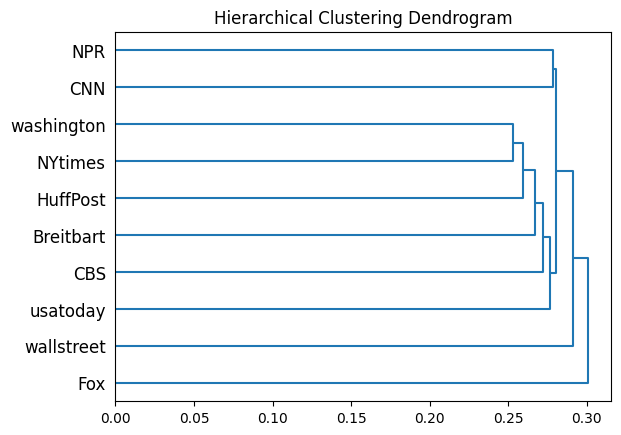 Hierarchical Clustering Dendrogram
NPR
CNN
washington
NYtimes
HuffPost
Breitbart
CBS
usatoday
wallstreet
Fox
0.00 0.05 0.10 0.15 0.20 0.25 0.30